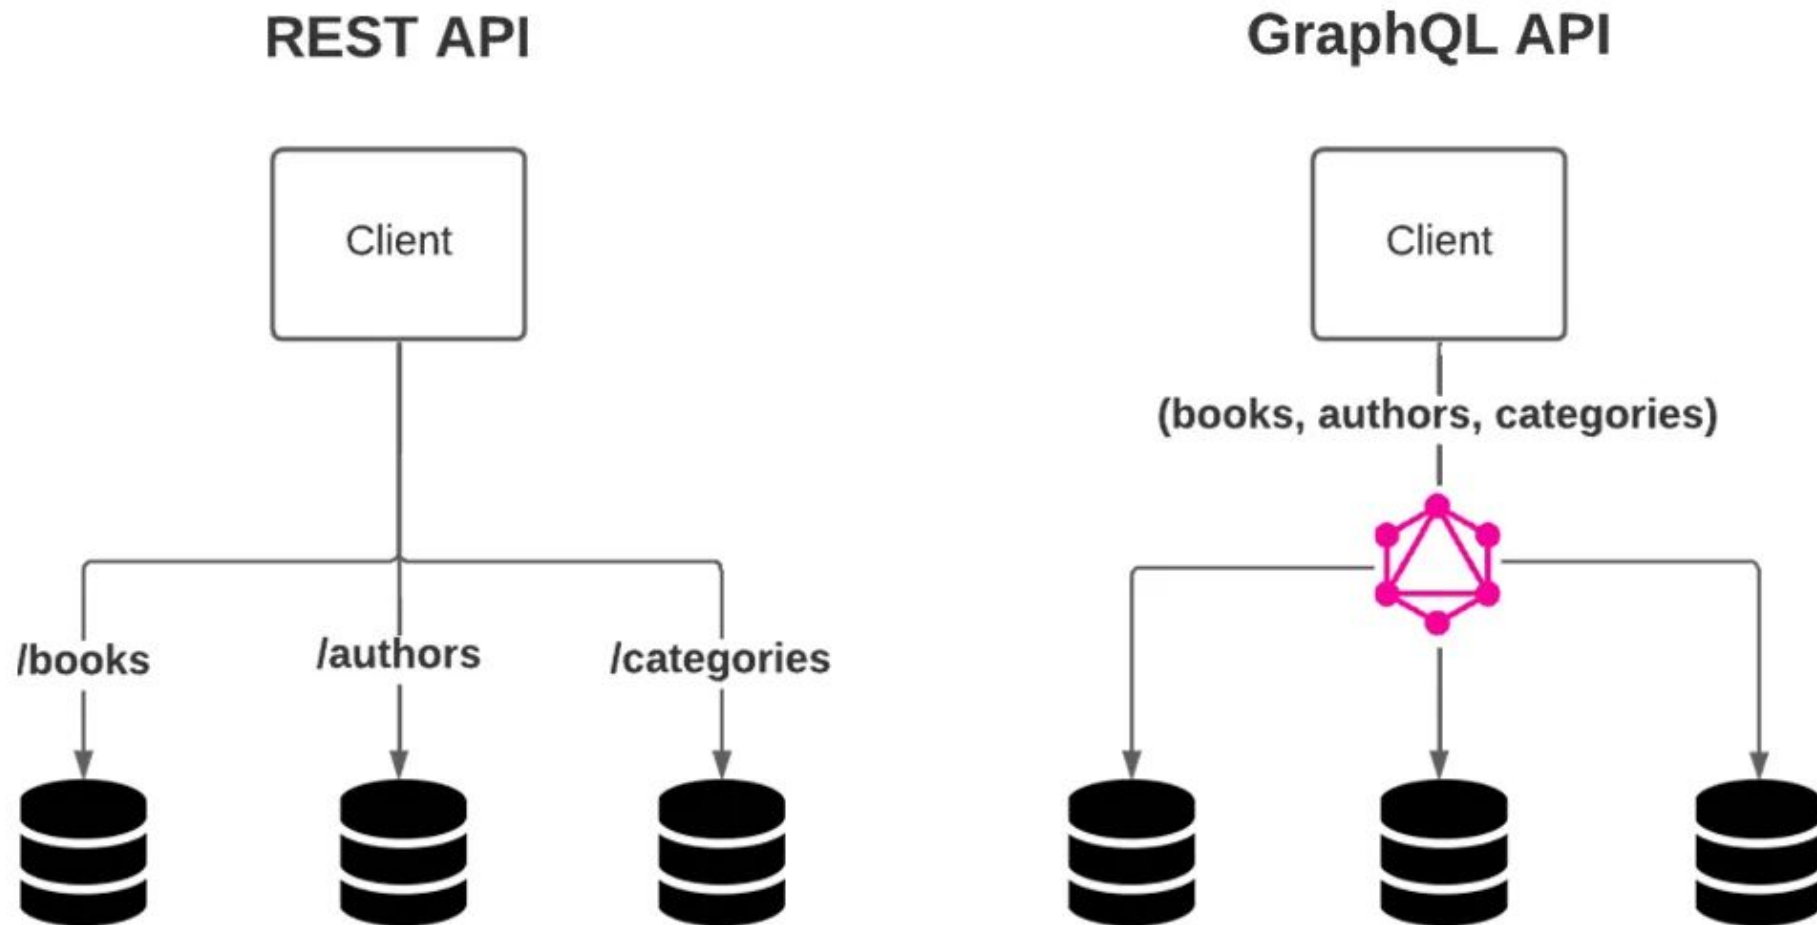 REST API
Client
/books
/authors
/categories
GraphQL API
Client
(books, authors, categories)